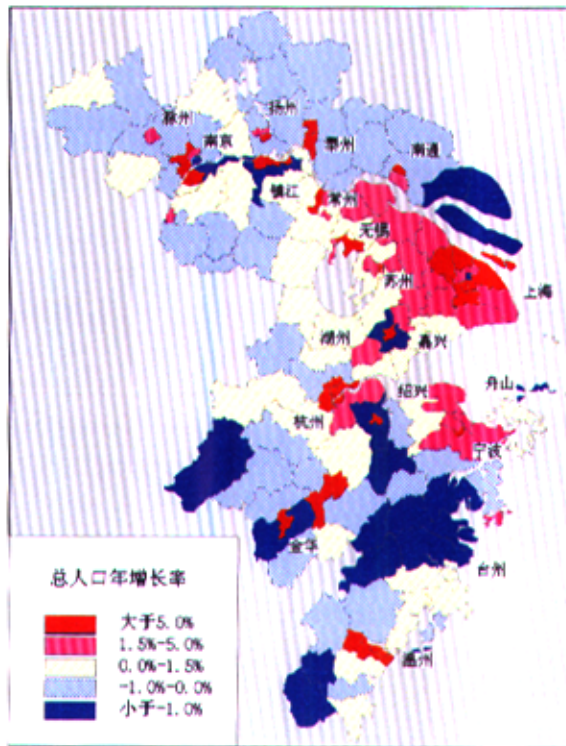 滁州
扬州
南京
泰州
南通
镇江
常州
无锡
苏州
上海
湖州
嘉兴
绍兴
舟山
杭州
宁波
金华
台州
温州
总人口年增长率
大于5.0%
1.5%-5.0%
0.0%-1.5%
-1.0%-0.0%
小于-1.0%